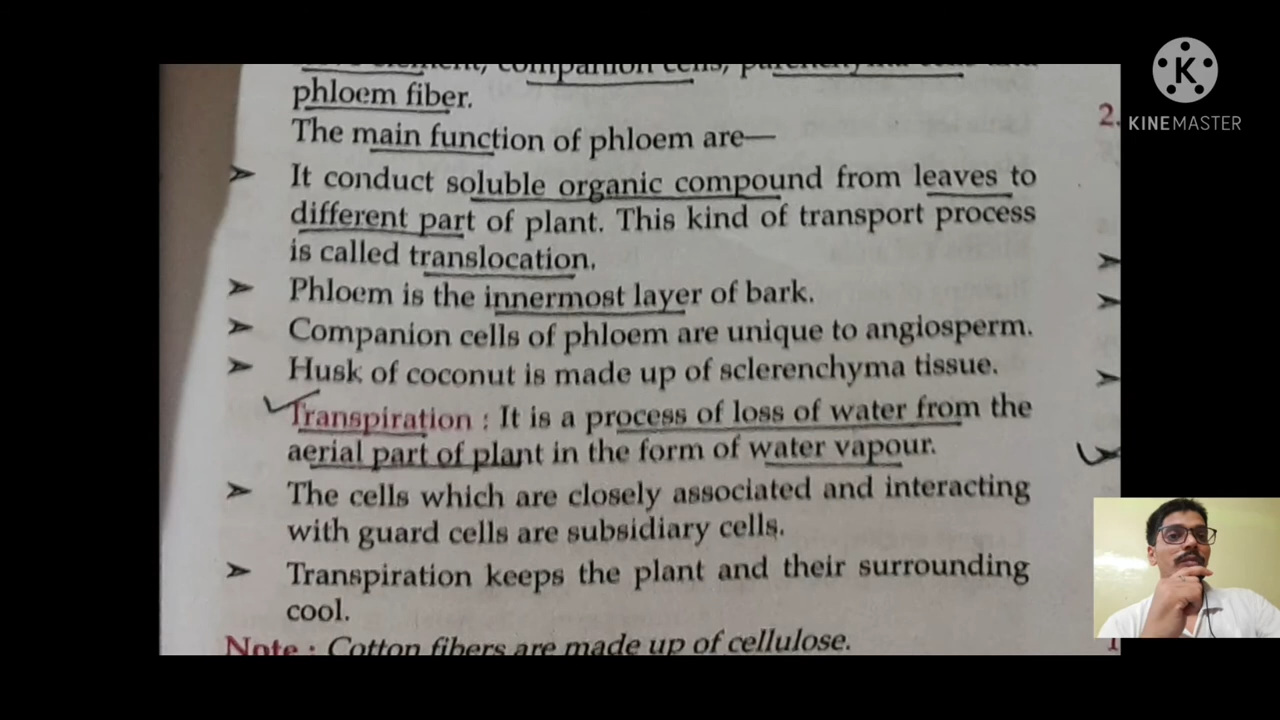 phloem fiber.
The main function of phloem are—
➤ It conduct soluble organic compound from leaves to
different part of plant. This kind of transport process
is called translocation.
➤ Phloem is the innermost layer of bark.
➤ Companion cells of phloem are unique to angiosperm.
➤ Husk of coconut is made up of sclerenchyma tissue.
Transpiration : It is a process of loss of water from the
aerial part of plant in the form of water vapour.
➤ The cells which are closely associated and interacting
with guard cells are subsidiary cells.
➤ Transpiration keeps the plant and their surrounding
cool.
Note : Cotton fibers are made up of cellulose.
2.
K
KINEMASTER